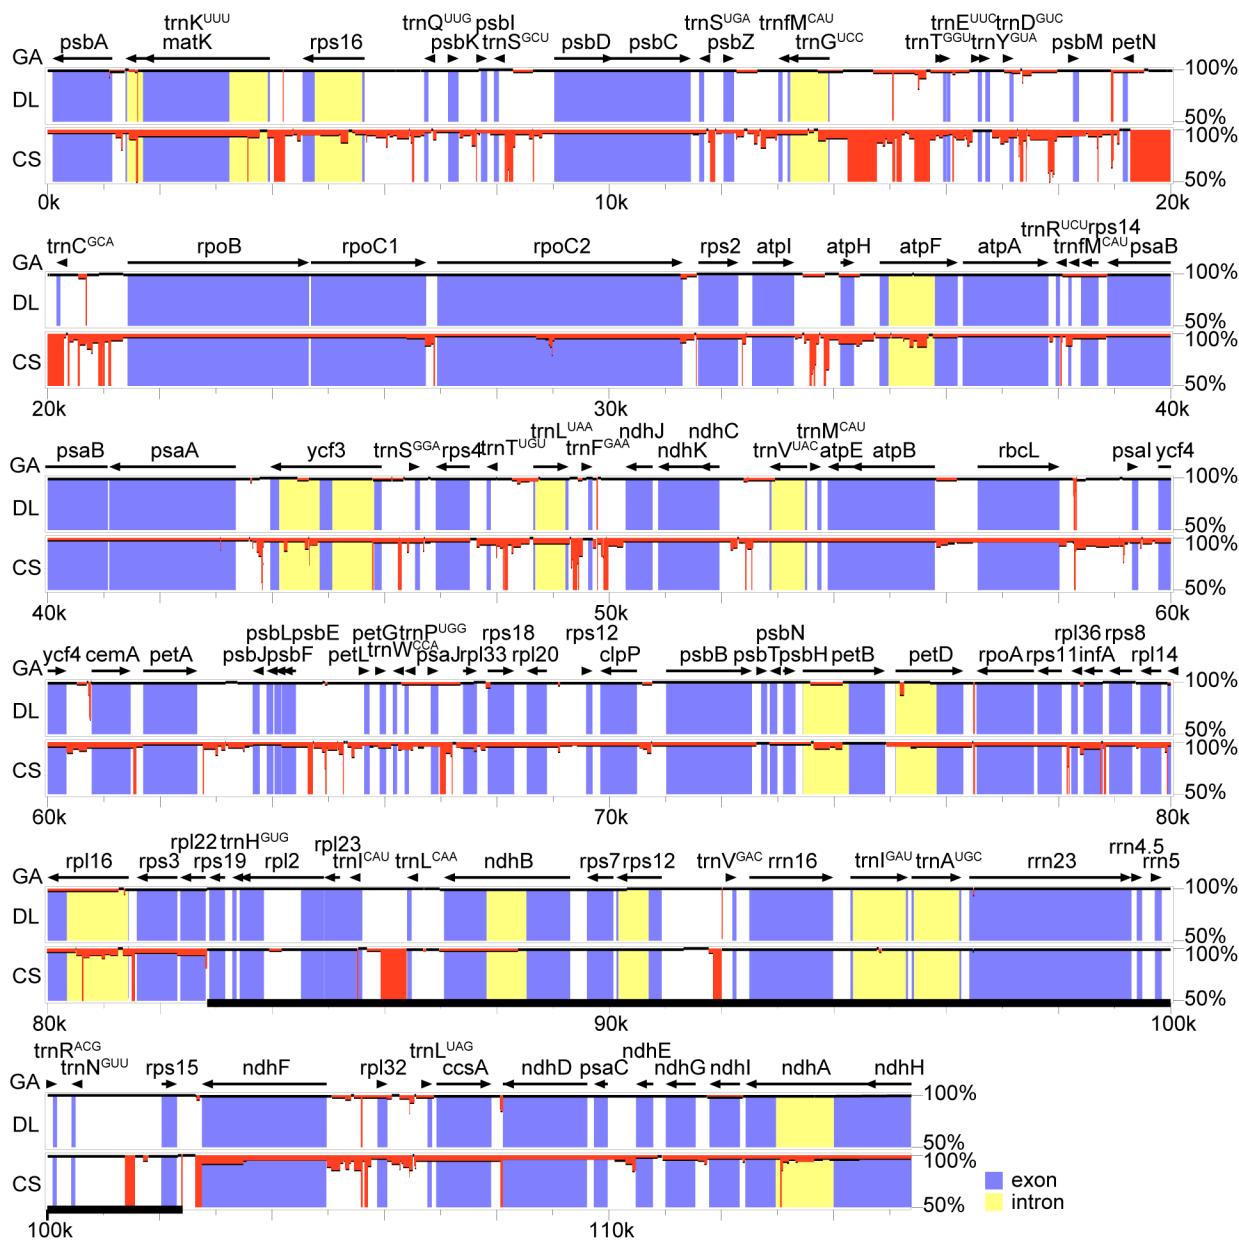 trnK^UUU trnQ^UUG psbI trnS^UGA trnfM^CAU trnE^UUC trnD^GUC
psbA matK rps16 psbK trnS^GCU psbD psbC psbZ trnG^UCC trnT^GGU trnY^GUA psbM petN
GA
100%
DL
50%
100%
CS
50%
0k 10k 20k
trnR^UCU rps14
trnC^GCA rpoB rpoC1 rpoC2 rps2 atpI atpH atpF atpA trnfM^CAU psaB
GA
100%
DL
50%
100%
CS
50%
20k 30k 40k
trnL^UAA ndhJ ndhC trnM^CAU
psaB psaA ycf3 trnS^GGA rps4 trnT^UGU trnF^GAA ndhK trnV^UAC atpE atpB rbcL psaI ycf4
GA
100%
DL
50%
100%
CS
50%
40k 50k 60k
psbL psbE petG trnP^UGG rps18 rps12 psbN rpl36 rps8
ycf4 cemA petA psbJ psbF petL trnW^CCA psaJ rpl33 rpl20 clpP psbB psbT psbH petB petD rpoA rps11 infA rpl14
GA
100%
DL
50%
100%
CS
50%
60k 70k 80k
rpl22 trnH^GUG rpl23 rrn4.5
rpl16 rps3 rps19 rpl2 trnI^CAU trnL^CAA ndhB rps7 rps12 trnV^GAC rrn16 trnI^GAU trnA^UGC rrn23 rrn5
GA
100%
DL
50%
100%
CS
50%
80k 90k 100k
trnR^ACG trnL^UAG ndhE
trnN^GUU rps15 ndhF rpl32 ccsA ndhD psaC ndhG ndhI ndhA ndhH
GA
100%
DL
50%
100%
CS
50%
100k 110k
exon
intron